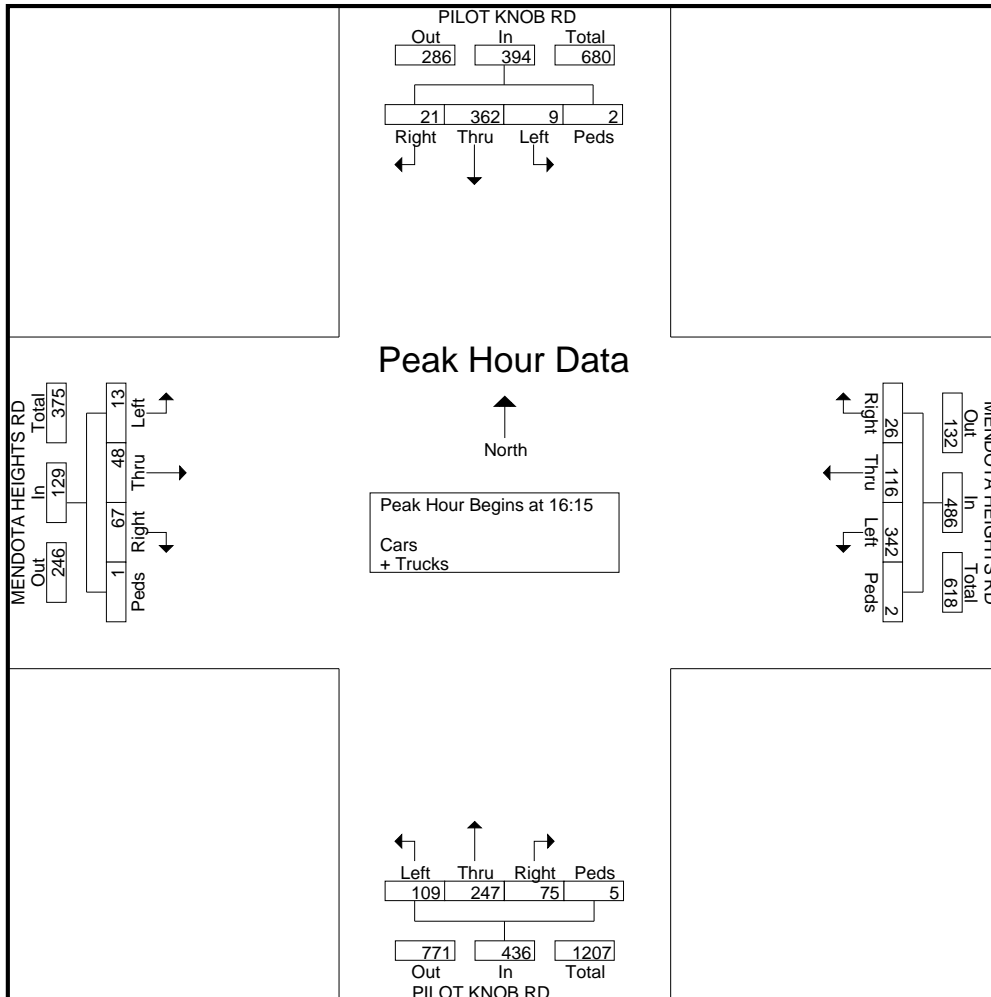 PILOT KNOB RD
Out In Total
286 394 680
21 362 9 2
Right Thru Left Peds
Peak Hour Data
North
Peak Hour Begins at 16:15
Cars
+ Trucks
MENDOTA HEIGHTS RD
Total In Out
375 129 246
13 48 67 1
Left Thru Right Peds
MENDOTA HEIGHTS RD
Out In Total
132 486 618
26 116 342 2
Right Thru Left Peds
Left Thru Right Peds
109 247 75 5
771 436 1207
Out In Total
PILOT KNOB RD